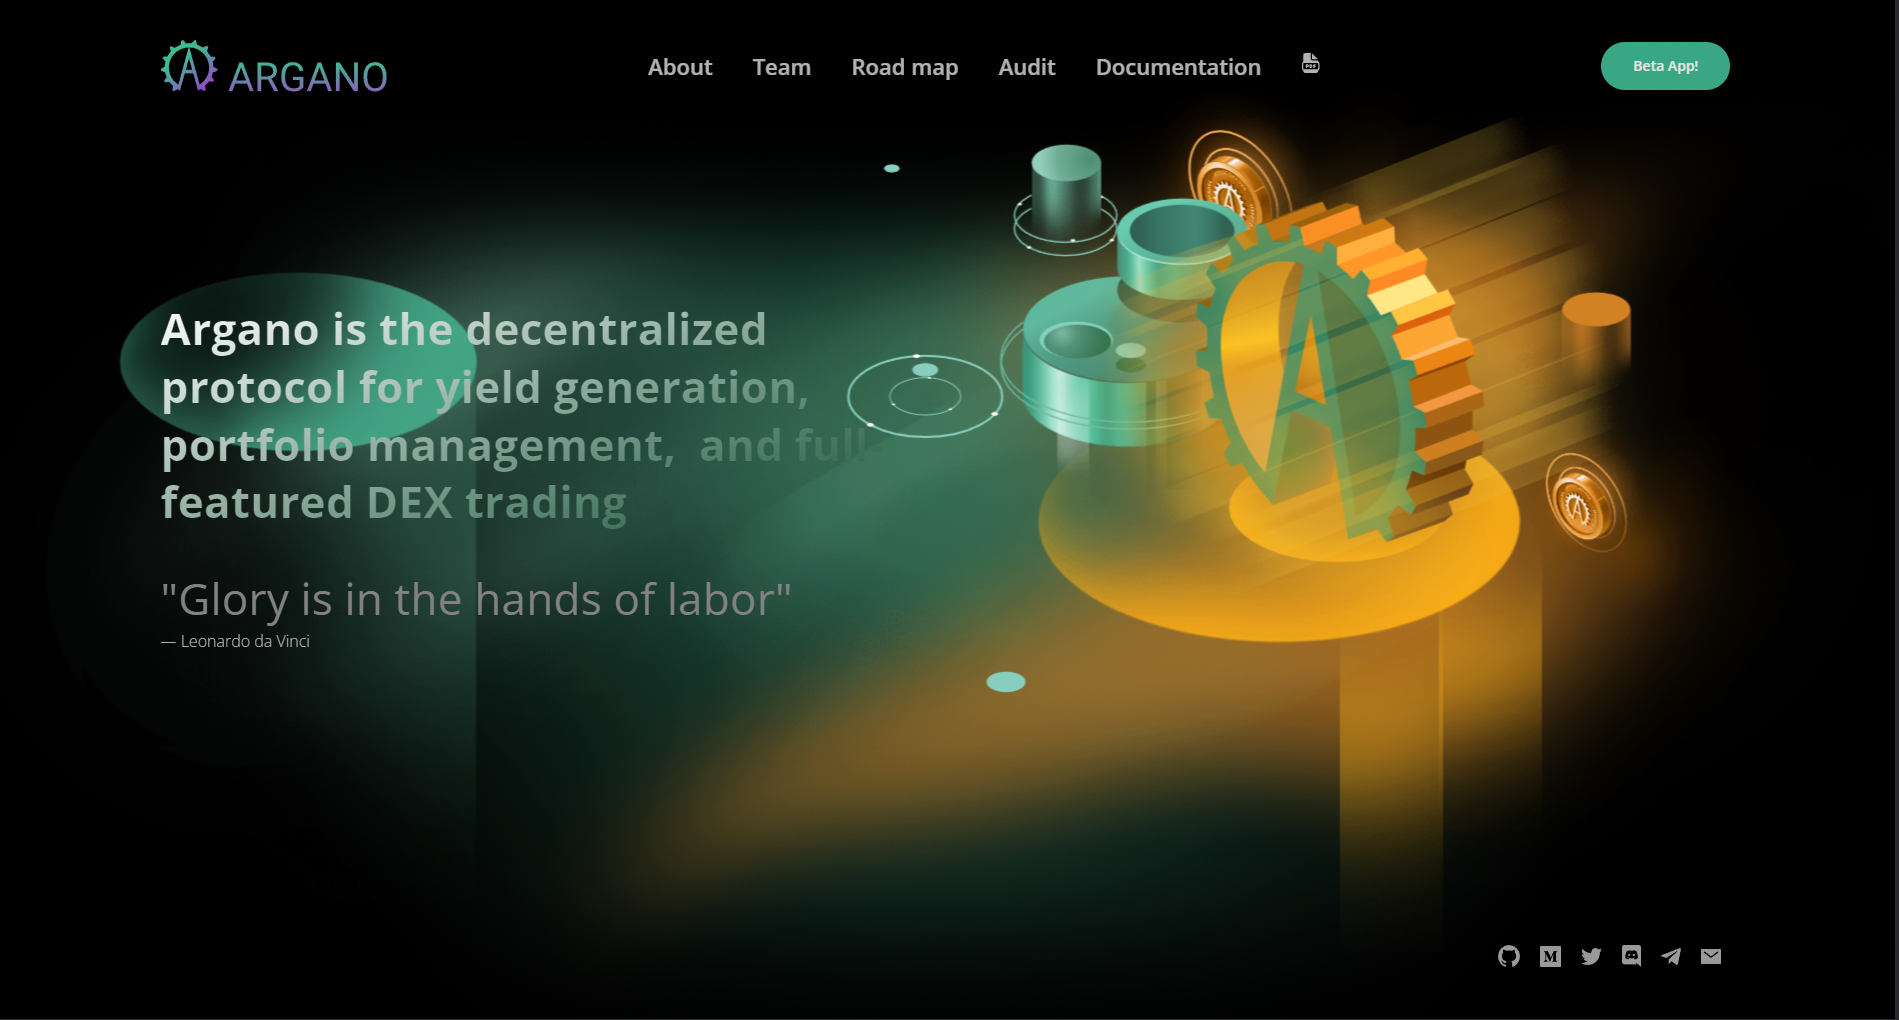 ARGANO
About Team Road map Audit Documentation
PDF
Beta App!
Argano is the decentralized
protocol for yield generation,
portfolio management, and full-
featured DEX trading
"Glory is in the hands of labor"
— Leonardo da Vinci